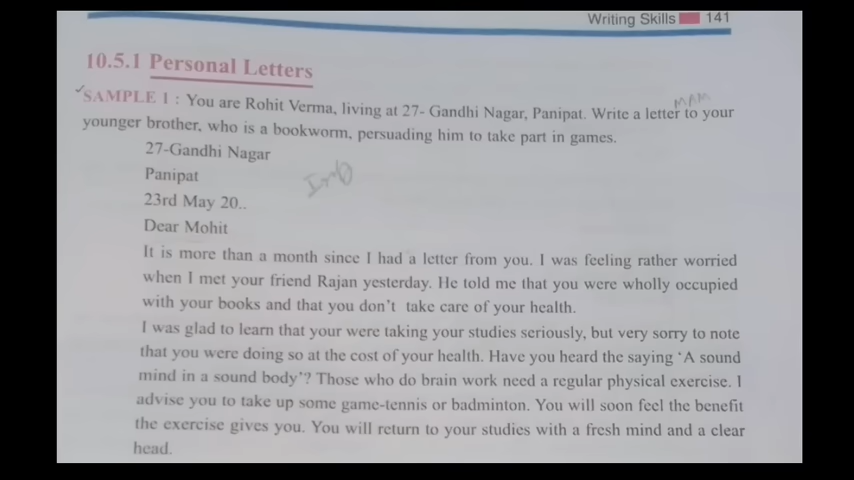 Writing Skills 141
10.5.1 Personal Letters
MAM
SAMPLE 1 : You are Rohit Verma, living at 27- Gandhi Nagar, Panipat. Write a letter to your
younger brother, who is a bookworm, persuading him to take part in games.
27-Gandhi Nagar
Panipat
23rd May 20..
Dear Mohit
It is more than a month since I had a letter from you. I was feeling rather worried
when I met your friend Rajan yesterday. He told me that you were wholly occupied
with your books and that you don't take care of your health.
I was glad to learn that your were taking your studies seriously, but very sorry to note
that you were doing so at the cost of your health. Have you heard the saying 'A sound
mind in a sound body'? Those who do brain work need a regular physical exercise. I
advise you to take up some game-tennis or badminton. You will soon feel the benefit
the exercise gives you. You will return to your studies with a fresh mind and a clear
head.